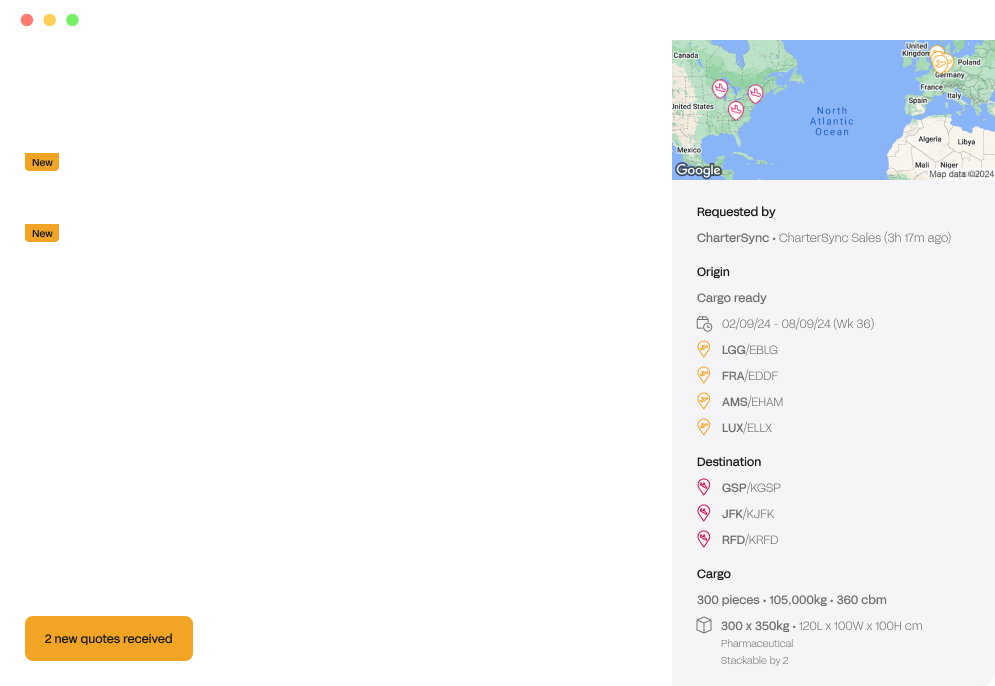 New
New
2 new quotes received
Canada
United States
Mexico
North
Atlantic
Ocean
United
Kingdom
Poland
Germany
France
Italy
Spain
Algeria
Libya
Mali
Niger
Google
Map data ©2024
Requested by
CharterSync • CharterSync Sales (3h 17m ago)
Origin
Cargo ready
02/09/24 - 08/09/24 (Wk 36)
LGG/EBLG
FRA/EDDF
AMS/EHAM
LUX/ELLX
Destination
GSP/KGSP
JFK/KJFK
RFD/KRFD
Cargo
300 pieces • 105,000kg • 360 cbm
300 x 350kg • 120L x 100W x 100H cm
Pharmaceutical
Stackable by 2